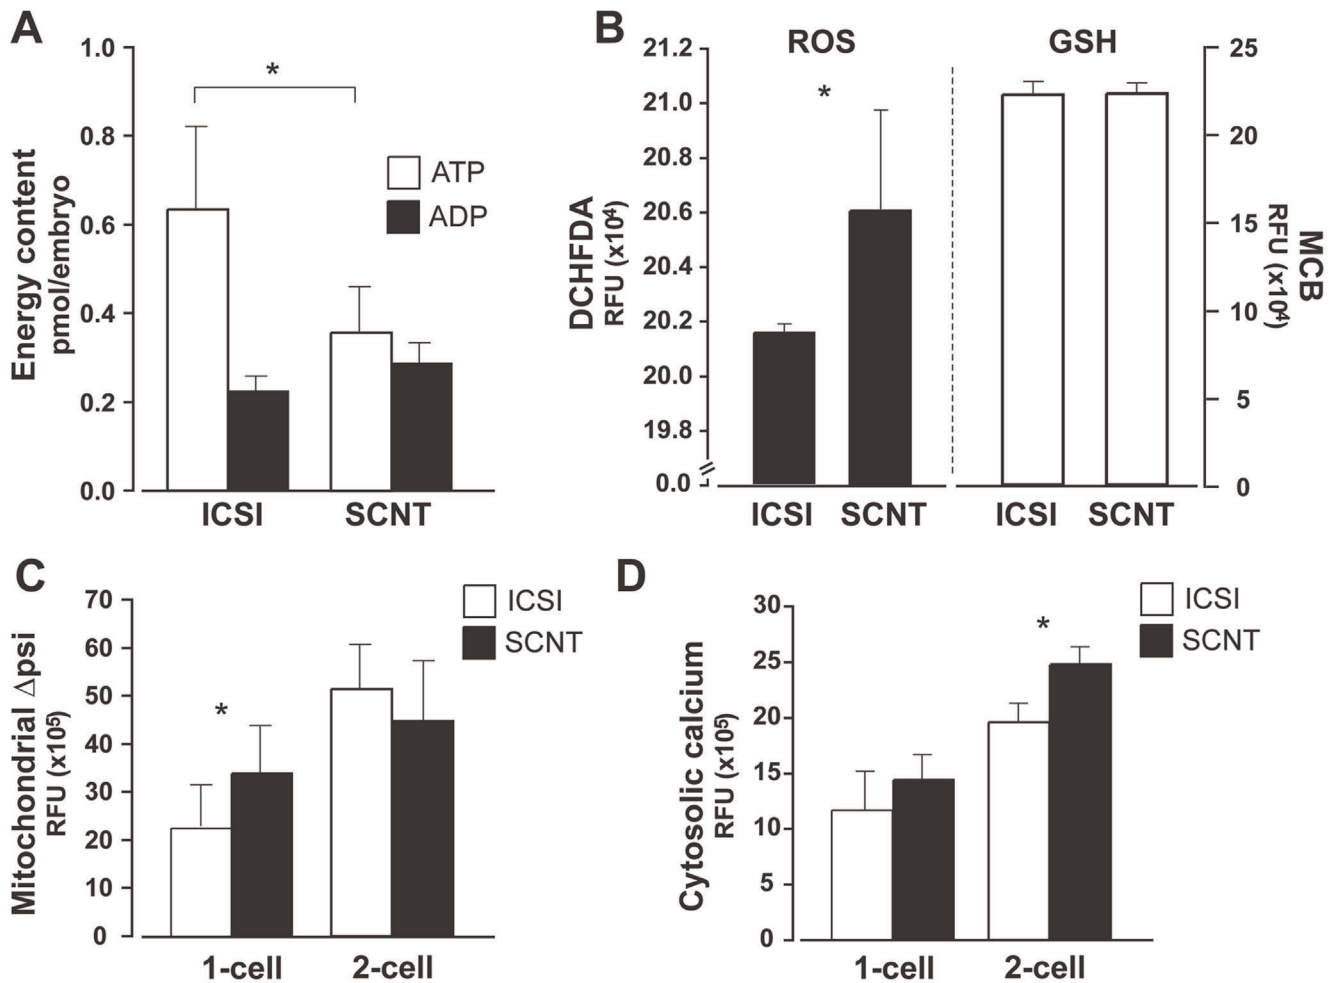 A
1.0
0.8
0.6
0.4
0.2
0.0
Energy content
pmol/embryo
*
ATP
ADP
ICSI SCNT
B
ROS GSH
21.2
21.0
20.8
20.6
20.4
20.2
20.0
19.8
0.0
DCHFDA
RFU (x10⁴)
*
25
20
15
10
5
0
MCB
RFU (x10⁴)
ICSI SCNT ICSI SCNT
C
70
60
50
40
30
20
10
0
Mitochondrial Δpsi
RFU (x10⁵)
*
ICSI
SCNT
1-cell 2-cell
D
30
25
20
15
10
5
0
Cytosolic calcium
RFU (x10⁵)
*
ICSI
SCNT
1-cell 2-cell